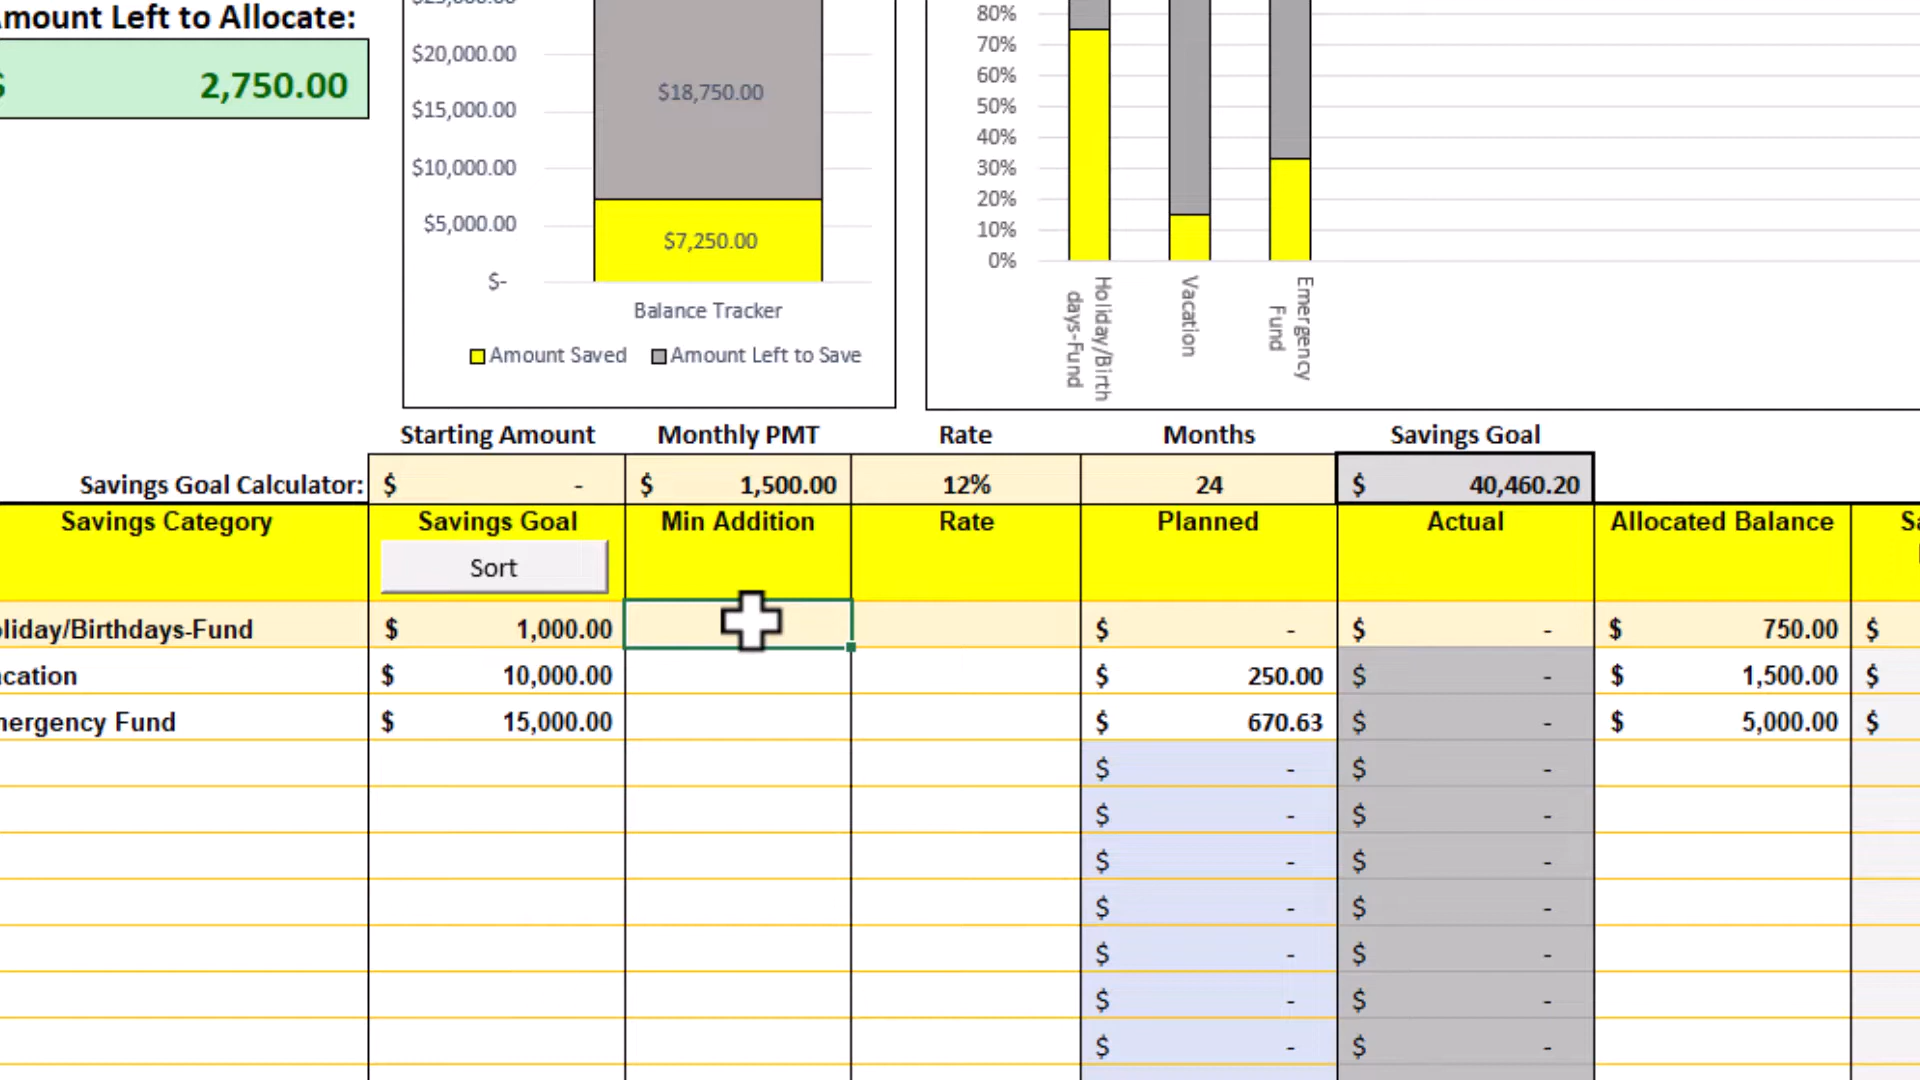 mount Left to Allocate:
$ 2,750.00
$20,000.00
$15,000.00
$10,000.00
$5,000.00
$-
$18,750.00
$7,250.00
Balance Tracker
Amount Saved Amount Left to Save
80%
70%
60%
50%
40%
30%
20%
10%
0%
Holiday/Birth
days-Fund
Vacation
Emergency
Fund
Starting Amount Monthly PMT Rate Months Savings Goal
Savings Goal Calculator: $ - $ 1,500.00 12% 24 $ 40,460.20
Savings Category Savings Goal Min Addition Rate Planned Actual Allocated Balance Sa
Sort
liday/Birthdays-Fund $ 1,000.00 $ - $ - $ 750.00 $
cation $ 10,000.00 $ 250.00 $ - $ 1,500.00 $
nergency Fund $ 15,000.00 $ 670.63 $ - $ 5,000.00 $
$ - $ -
$ - $ -
$ - $ -
$ - $ -
$ - $ -
$ - $ -
$ - $ -